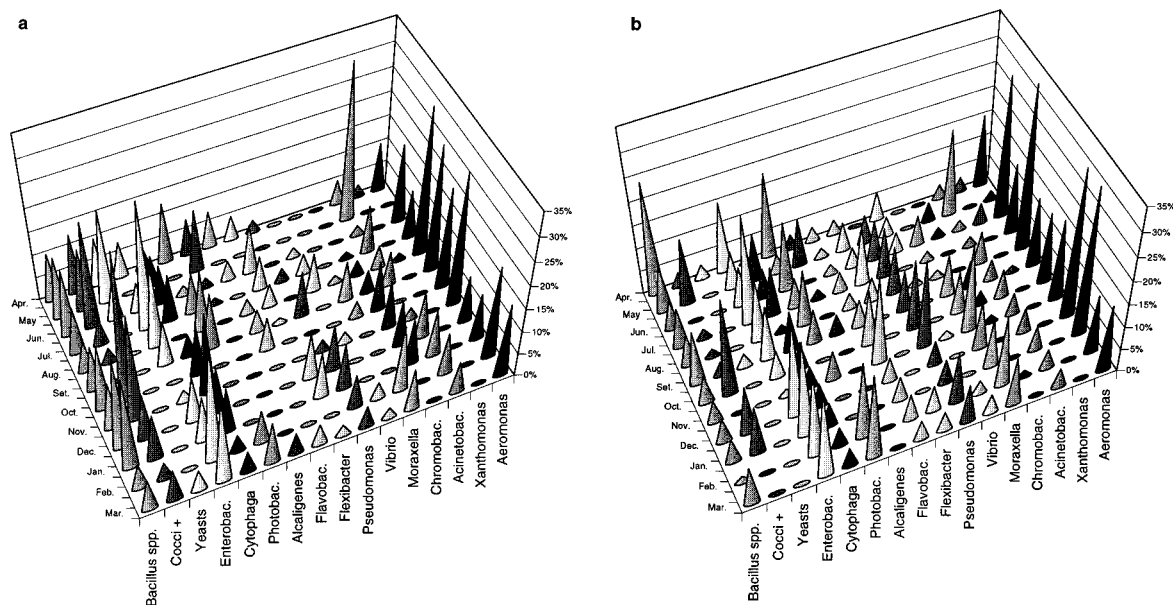 a
35%
30%
25%
20%
15%
10%
5%
0%
Apr.
May
Jun.
Jul.
Aug.
Set.
Oct.
Nov.
Dec.
Jan.
Feb.
Mar.
Bacillus spp.
Cocci +
Yeasts
Enterobac.
Cytophaga
Photobac.
Alcaligenes
Flavobac.
Flexibacter
Pseudomonas
Vibrio
Moraxella
Chromobac.
Acinetobac.
Xanthomonas
Aeromonas
b
35%
30%
25%
20%
15%
10%
5%
0%
Apr.
May
Jun.
Jul.
Aug.
Set.
Oct.
Nov.
Dec.
Jan.
Feb.
Mar.
Bacillus spp.
Cocci +
Yeasts
Enterobac.
Cytophaga
Photobac.
Alcaligenes
Flavobac.
Flexibacter
Pseudomonas
Vibrio
Moraxella
Chromobac.
Acinetobac.
Xanthomonas
Aeromonas